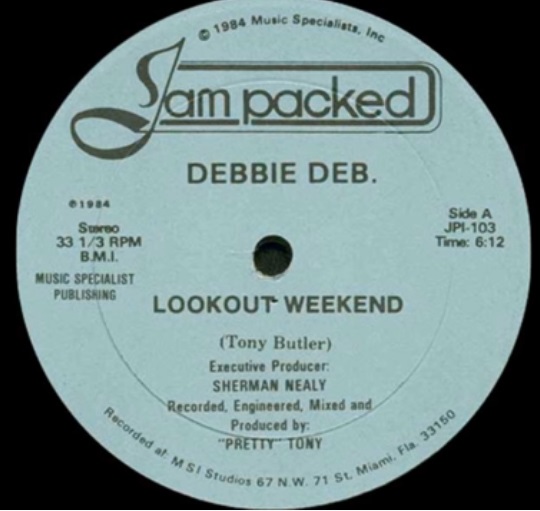 © 1984 Music Specialists, Inc
Jam packed
DEBBIE DEB.
℗1984
Stereo
33 1/3 RPM
B.M.I.
MUSIC SPECIALIST
PUBLISHING
Side A
JPI-103
Time: 6:12
LOOKOUT WEEKEND
(Tony Butler)
Executive Producer:
SHERMAN NEALY
Recorded, Engineered, Mixed and
Produced by:
"PRETTY" TONY
Recorded at: M S I Studios 67 N.W. 71 St. Miami, Fla. 33150